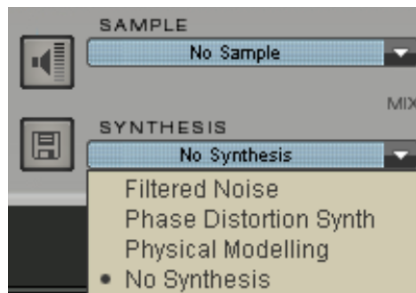 SAMPLE
No Sample
MIX
SYNTHESIS
No Synthesis
Filtered Noise
Phase Distortion Synth
Physical Modelling
• No Synthesis